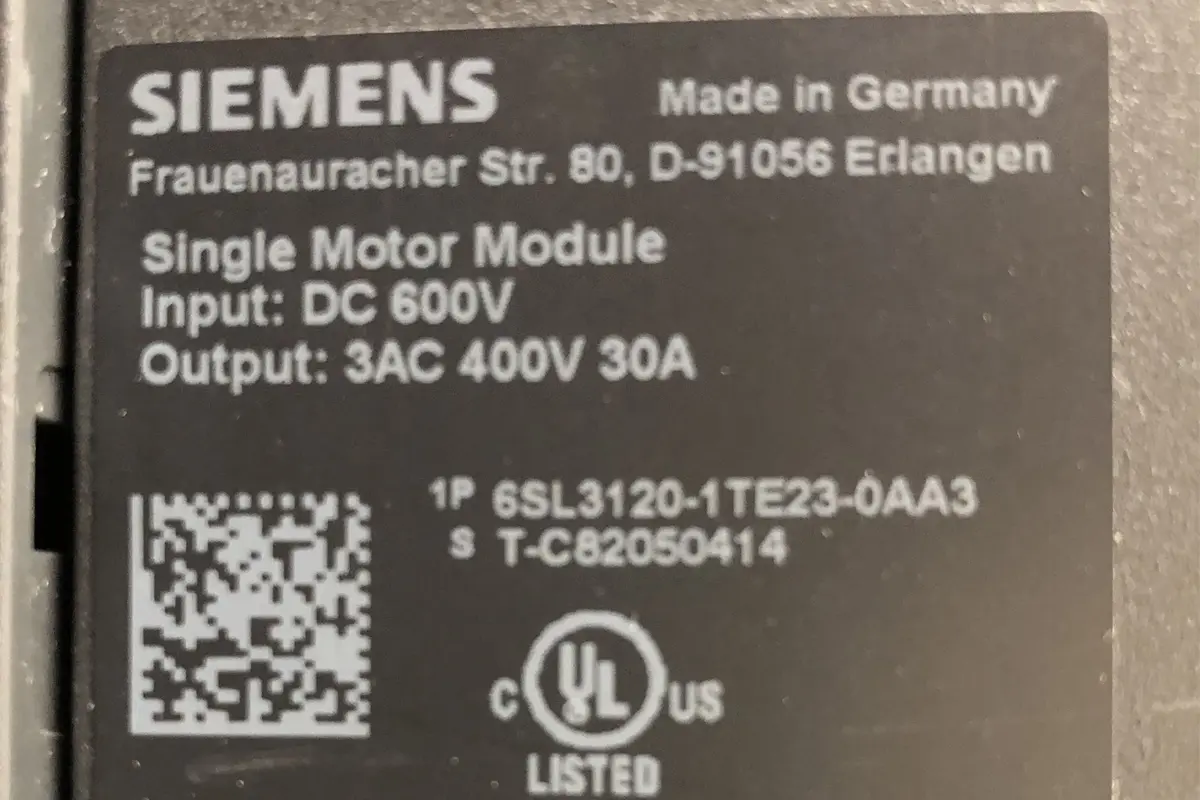 SIEMENS Made in Germany
Frauenauracher Str. 80, D-91056 Erlangen
Single Motor Module
Input: DC 600V
Output: 3AC 400V 30A
1P 6SL3120-1TE23-0AA3
S T-C82050414
C UL US
LISTED